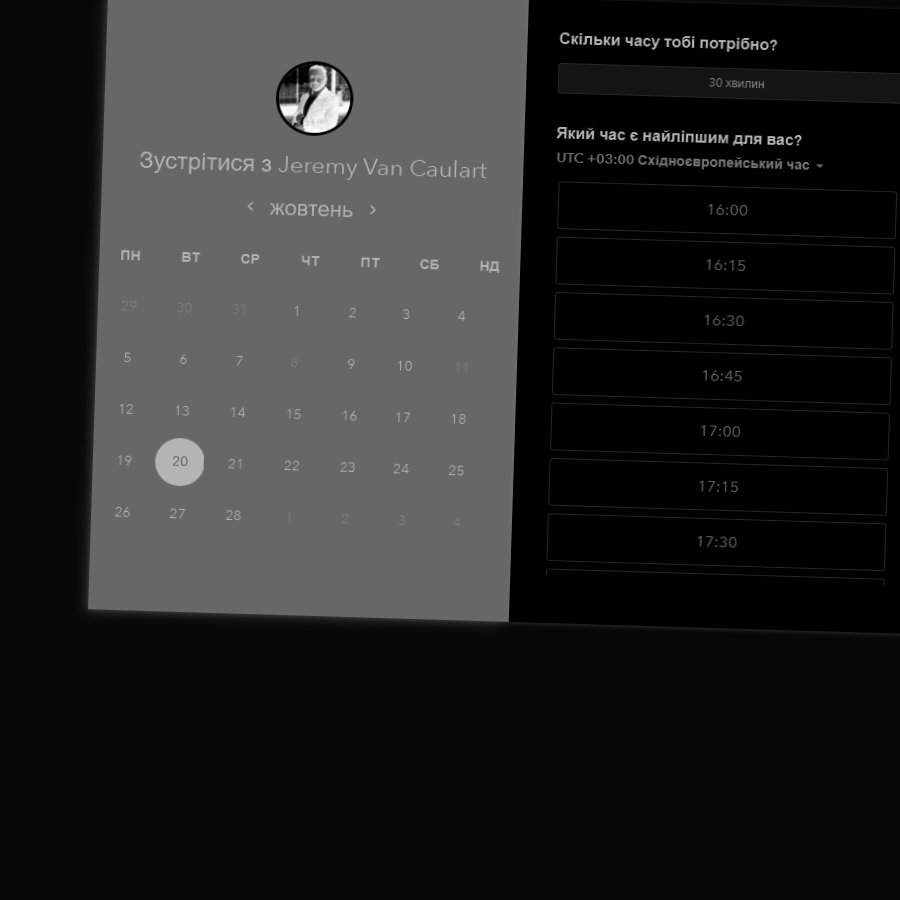 Зустрітися з Jeremy Van Caulart
жовтень
ПН ВТ СР ЧТ ПТ СБ НД
29 30 31 1 2 3 4
5 6 7 8 9 10 11
12 13 14 15 16 17 18
19 20 21 22 23 24 25
26 27 28 1 2 3 4
Скільки часу тобі потрібно?
30 хвилин
Який час є найліпшим для вас?
UTC +03:00 Східноєвропейський час
16:00
16:15
16:30
16:45
17:00
17:15
17:30